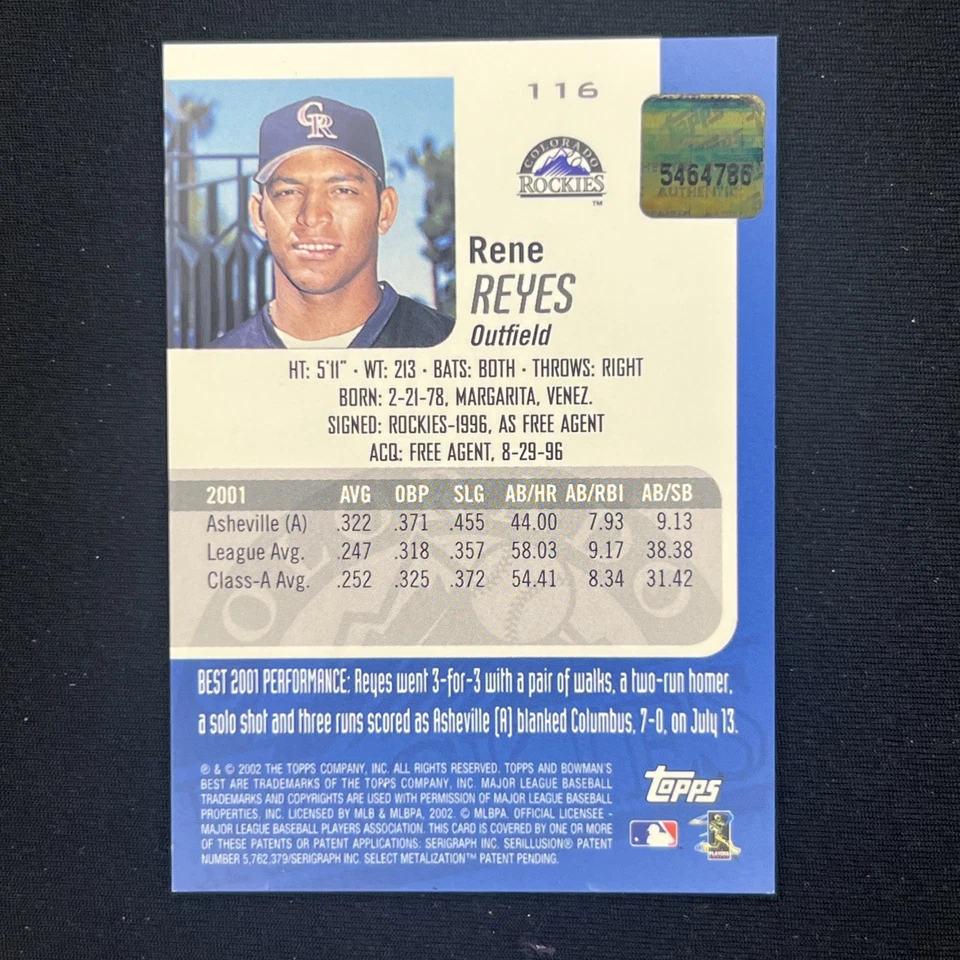 116
CR
COLORADO
ROCKIES
TM
Topps
5464786
AUTHENTIC
Rene
REYES
Outfield
HT: 5'11" · WT: 213 · BATS: BOTH · THROWS: RIGHT
BORN: 2-21-78, MARGARITA, VENEZ.
SIGNED: ROCKIES-1996, AS FREE AGENT
ACQ: FREE AGENT, 8-29-96
2001 AVG OBP SLG AB/HR AB/RBI AB/SB
Asheville (A) .322 .371 .455 44.00 7.93 9.13
League Avg. .247 .318 .357 58.03 9.17 38.38
Class-A Avg. .252 .325 .372 54.41 8.34 31.42
BEST 2001 PERFORMANCE: Reyes went 3-for-3 with a pair of walks, a two-run homer,
a solo shot and three runs scored as Asheville (A) blanked Columbus, 7-0, on July 13.
℗ & © 2002 THE TOPPS COMPANY, INC. ALL RIGHTS RESERVED. TOPPS AND BOWMAN'S
BEST ARE TRADEMARKS OF THE TOPPS COMPANY, INC. MAJOR LEAGUE BASEBALL
TRADEMARKS AND COPYRIGHTS ARE USED WITH PERMISSION OF MAJOR LEAGUE BASEBALL
PROPERTIES, INC. LICENSED BY MLB & MLBPA, 2002. © MLBPA. OFFICIAL LICENSEE -
MAJOR LEAGUE BASEBALL PLAYERS ASSOCIATION. THIS CARD IS COVERED BY ONE OR MORE
OF THESE PATENTS OR PATENT APPLICATIONS. SERIGRAPH INC. SERILLUSION® PATENT
NUMBER 5,762,379/SERIGRAPH INC. SELECT METALIZATION™ PATENT PENDING.
topps
PLAYERS